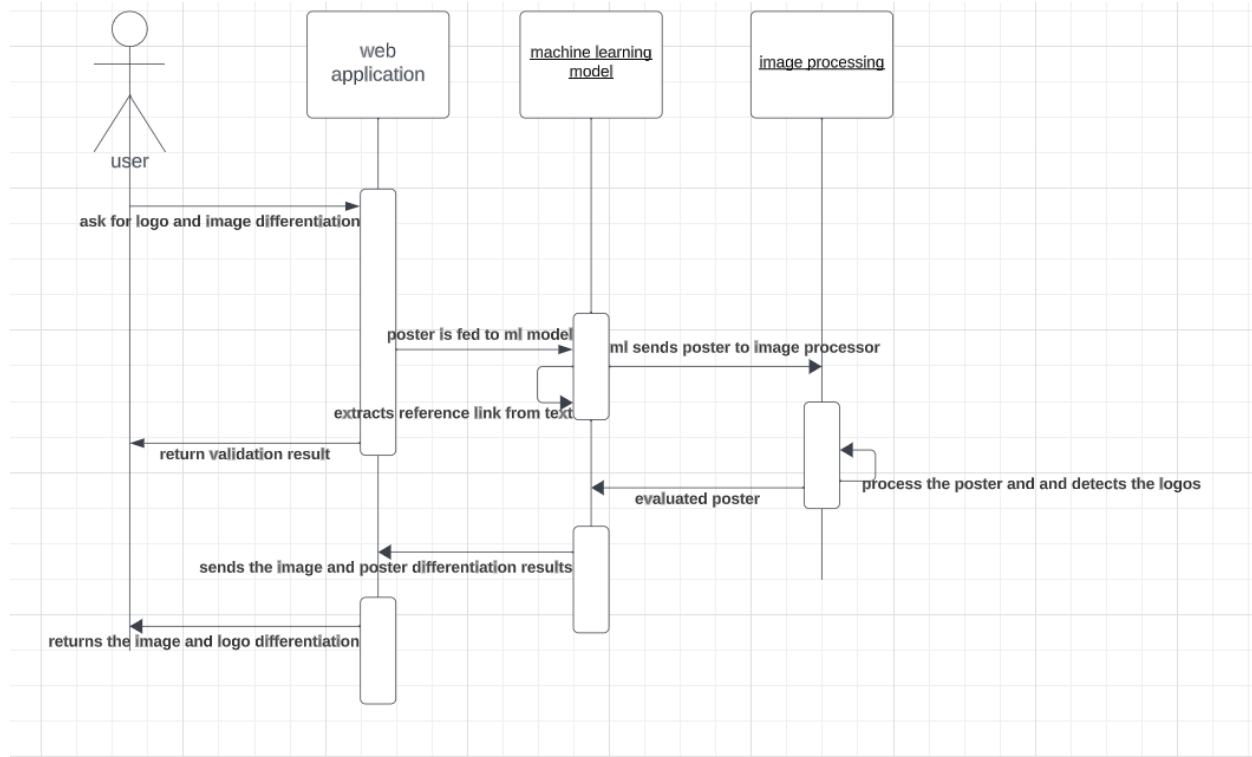 web
application
machine learning
model
image processing
user
ask for logo and image differentiation
poster is fed to ml model
ml sends poster to image processor
extracts reference link from text
return validation result
process the poster and and detects the logos
evaluated poster
sends the image and poster differentiation results
returns the image and logo differentiation